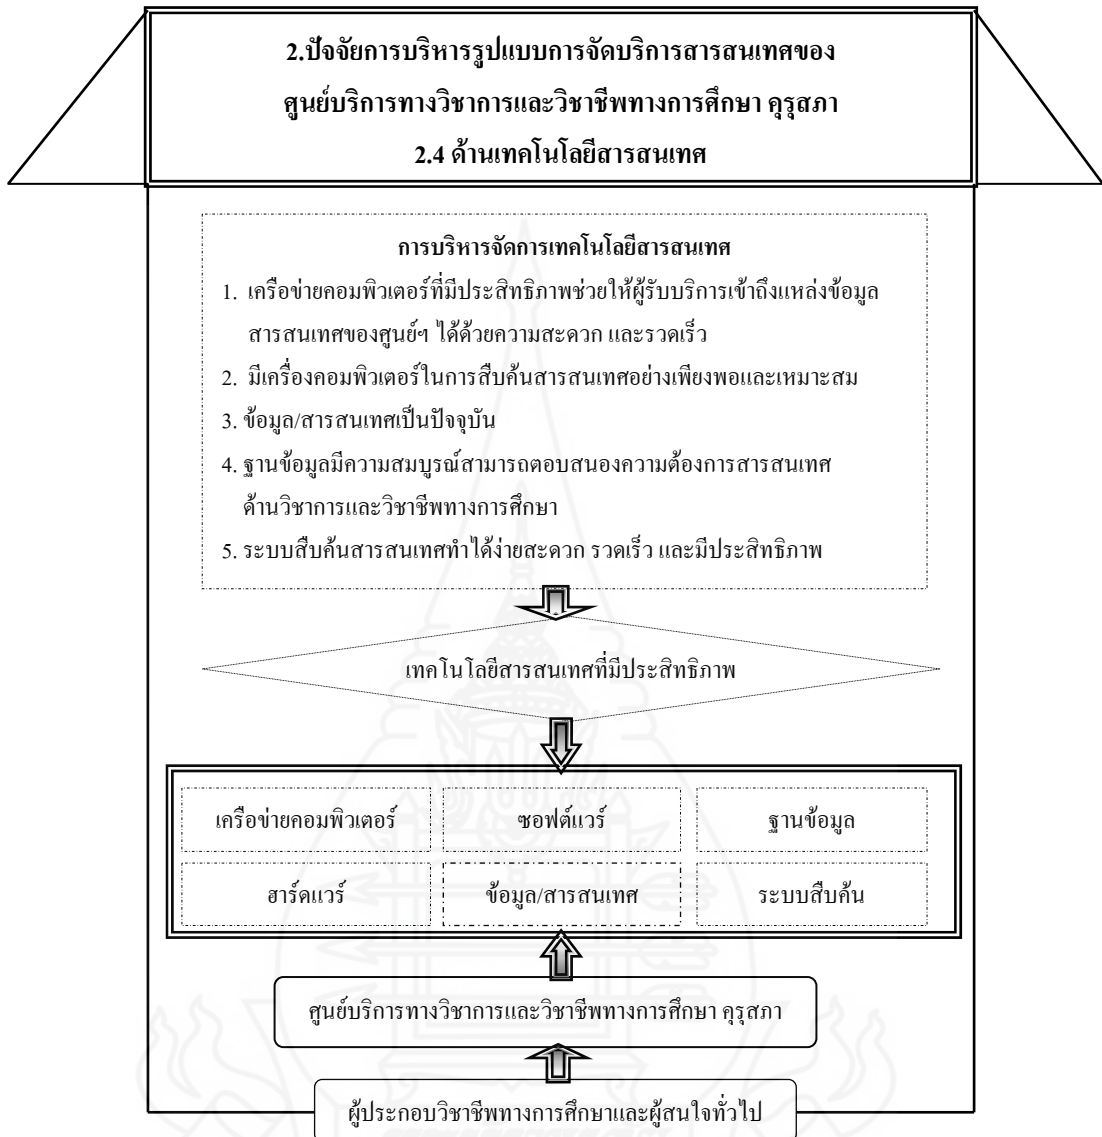 2.ปัจจัยการบริหารรูปแบบการจัดบริการสารสนเทศของ
ศูนย์บริการทางวิชาการและวิชาชีพทางการศึกษา คุรุสภา
2.4 ด้านเทคโนโลยีสารสนเทศ
การบริหารจัดการเทคโนโลยีสารสนเทศ
1. เครือข่ายคอมพิวเตอร์ที่มีประสิทธิภาพช่วยให้ผู้รับบริการเข้าถึงแหล่งข้อมูล
สารสนเทศของศูนย์ฯ ได้ด้วยความสะดวก และรวดเร็ว
2. มีเครื่องคอมพิวเตอร์ในการสืบค้นสารสนเทศอย่างเพียงพอและเหมาะสม
3. ข้อมูล/สารสนเทศเป็นปัจจุบัน
4. ฐานข้อมูลมีความสมบูรณ์สามารถตอบสนองความต้องการสารสนเทศ
ด้านวิชาการและวิชาชีพทางการศึกษา
5. ระบบสืบค้นสารสนเทศทำได้ง่ายสะดวก รวดเร็ว และมีประสิทธิภาพ
เทคโนโลยีสารสนเทศที่มีประสิทธิภาพ
เครือข่ายคอมพิวเตอร์ ซอฟต์แวร์ ฐานข้อมูล
ฮาร์ดแวร์ ข้อมูล/สารสนเทศ ระบบสืบค้น
ศูนย์บริการทางวิชาการและวิชาชีพทางการศึกษา คุรุสภา
ผู้ประกอบวิชาชีพทางการศึกษาและผู้สนใจทั่วไป